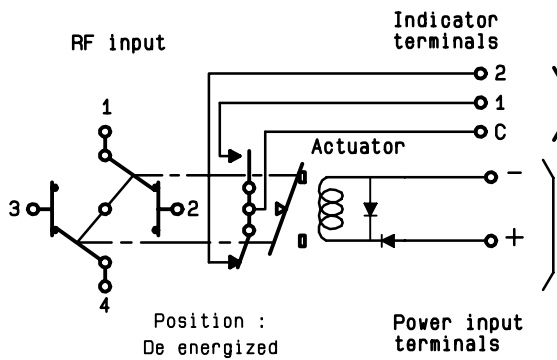 RF input
Indicator
terminals
2
1
C
Actuator
1
3
2
4
-
+
Position :
De energized
Power input
terminals